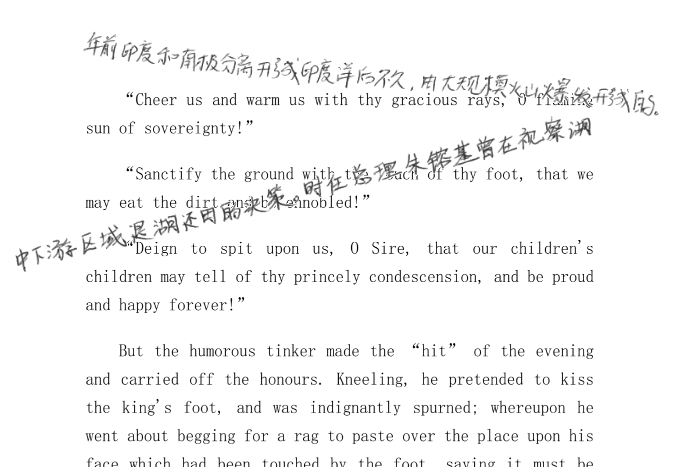 年前印度和南极分离开形成印度洋后不久，由大规模火山爆发形成的。
“Cheer us and warm us with thy gracious rays, O flaming
sun of sovereignty!”
“Sanctify the ground with the touch of thy foot, that we
时任总理朱镕基曾在视察湖
may eat the dirt and be ennobled!”
中下游区域退湖还田的决策。
“Deign to spit upon us, O Sire, that our children's
children may tell of thy princely condescension, and be proud
and happy forever!”
But the humorous tinker made the “hit” of the evening
and carried off the honours. Kneeling, he pretended to kiss
the king's foot, and was indignantly spurned; whereupon he
went about begging for a rag to paste over the place upon his
face which had been touched by the foot, saying it must be